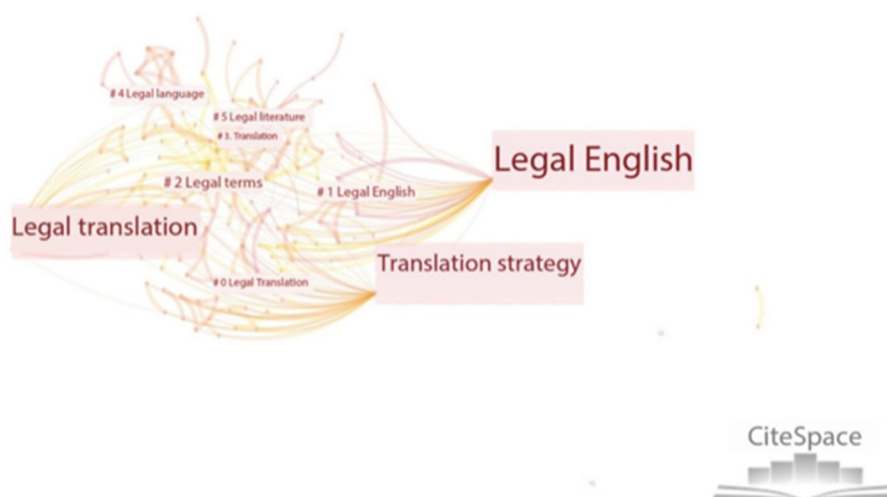 # 4 Legal language
# 5 Legal literature
# 3. Translation
Legal English
# 2 Legal terms
# 1 Legal English
Legal translation
Translation strategy
# 0 Legal Translation
CiteSpace